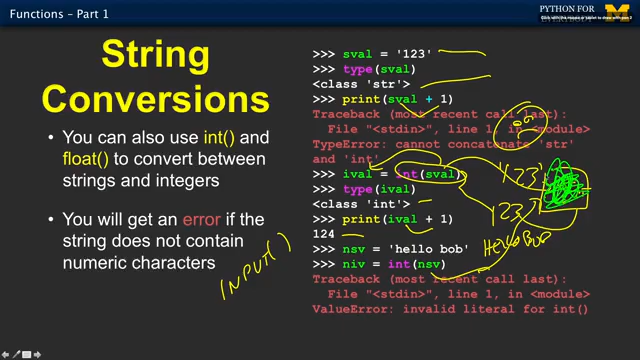 Functions – Part 1
PYTHON FOR
String
Conversions
• You can also use int() and
float() to convert between
strings and integers
• You will get an error if the
string does not contain
numeric characters
INPUT( )
>>> sval = '123'
>>> type(sval)
<class 'str'>
>>> print(sval + 1)
Traceback (most recent call last):
File "<stdin>", line 1, in <module>
TypeError: cannot concatenate 'str'
and 'int'
>>> ival = int(sval)
>>> type(ival)
<class 'int'>
>>> print(ival + 1)
124
>>> nsv = 'hello bob'
>>> niv = int(nsv)
Traceback (most recent call last):
File "<stdin>", line 1, in <module>
ValueError: invalid literal for int()
'123'
123
HELLO BOB